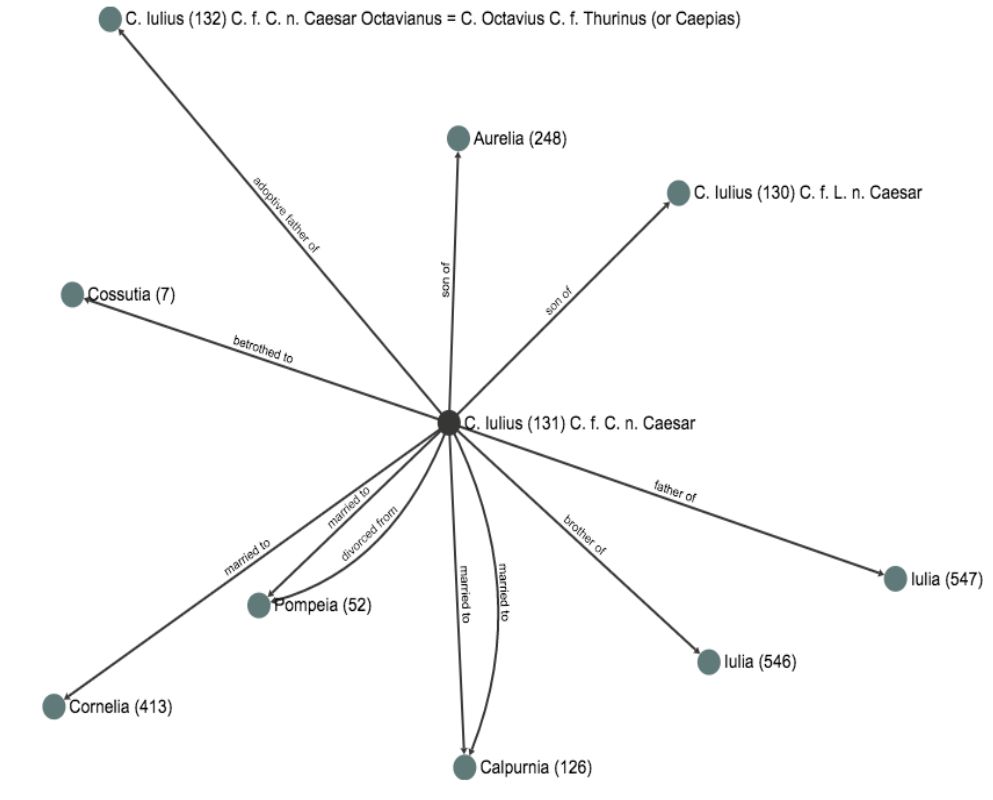 C. Iulius (132) C. f. C. n. Caesar Octavianus = C. Octavius C. f. Thurinus (or Caepias)
Aurelia (248)
C. Iulius (130) C. f. L. n. Caesar
adoptive father of
son of
son of
Cossutia (7)
betrothed to
C. Iulius (131) C. f. C. n. Caesar
father of
married to
divorced from
brother of
married to
married to
married to
Iulia (547)
Pompeia (52)
Iulia (546)
Cornelia (413)
Calpurnia (126)